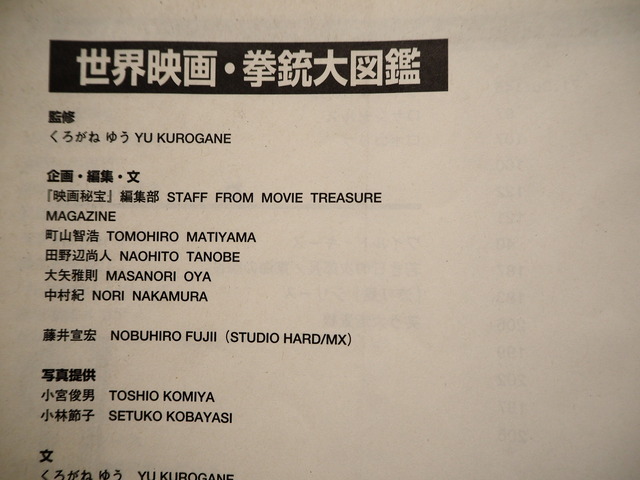 世界映画・拳銃大図鑑
監修
くろがね ゆう YU KUROGANE
企画・編集・文
『映画秘宝』編集部 STAFF FROM MOVIE TREASURE
MAGAZINE
町山智浩 TOMOHIRO MATIYAMA
田野辺尚人 NAOHITO TANOBE
大矢雅則 MASANORI OYA
中村紀 NORI NAKAMURA
藤井宣宏 NOBUHIRO FUJII（STUDIO HARD/MX）
写真提供
小宮俊男 TOSHIO KOMIYA
小林節子 SETUKO KOBAYASI
文
くろがね ゆう YU KUROGANE